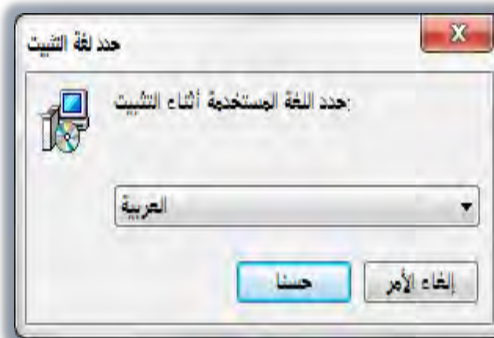 حدد لغة التثبيت
حدد اللغة المستخدمة أثناء التثبيت:
العربية
حسنا
إلغاء الأمر